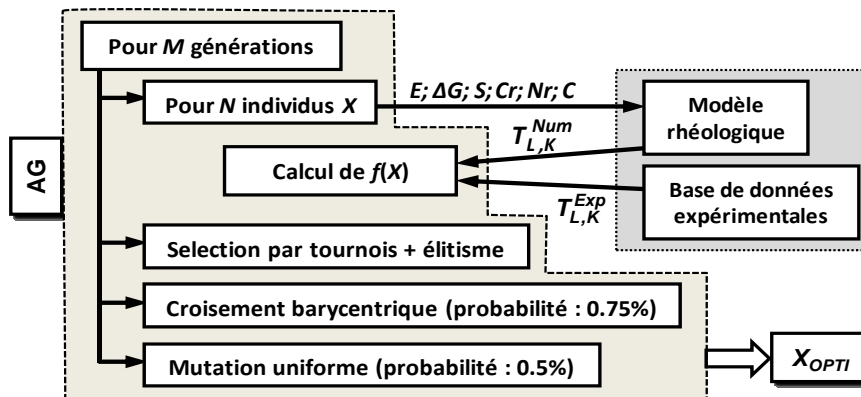 Pour M générations
Pour N individus X
E; ΔG; S; Cr; Nr; C
Modèle
rhéologique
T_{L,K}^{Num}
Calcul de f(X)
AG
T_{L,K}^{Exp}
Base de données
expérimentales
Selection par tournois + élitisme
Croisement barycentrique (probabilité : 0.75%)
Mutation uniforme (probabilité : 0.5%)
X_{OPTI}